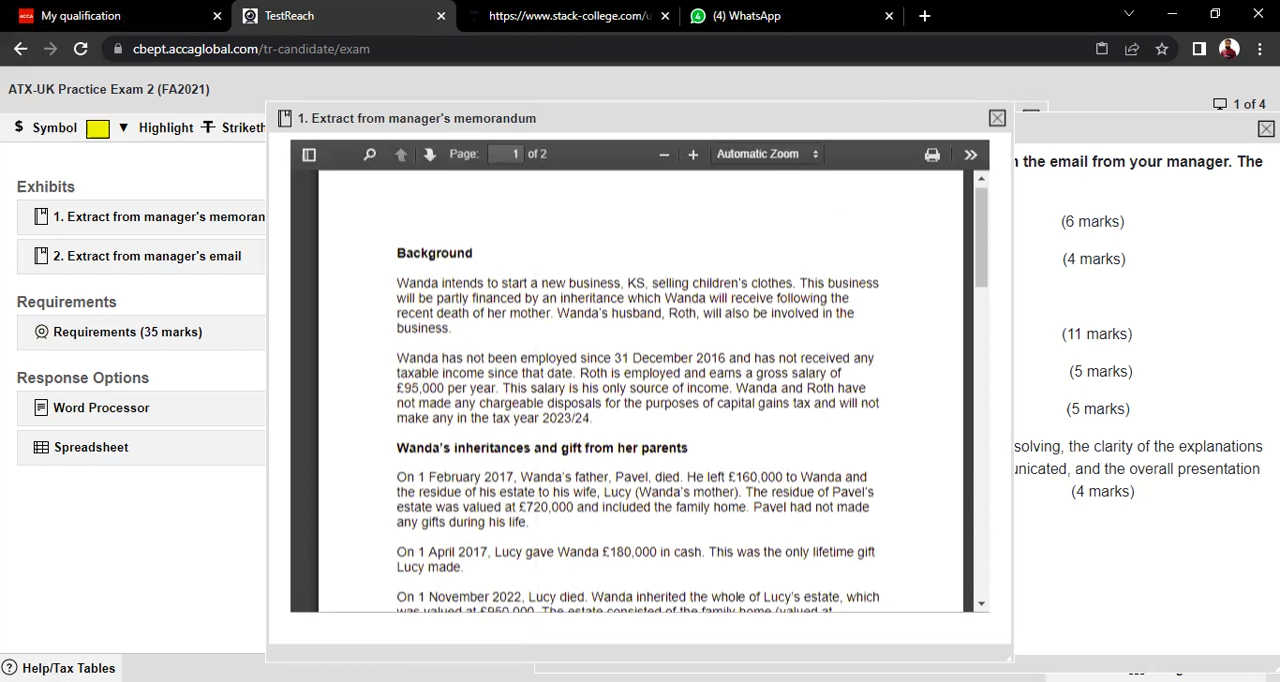 My qualification
TestReach
https://www.stack-college.com/u
(4) WhatsApp
cbept.accaglobal.com/tr-candidate/exam
ATX-UK Practice Exam 2 (FA2021)
1 of 4
$ Symbol
Highlight
Striketh
1. Extract from manager's memorandum
Page: 1 of 2
Automatic Zoom
Exhibits
1. Extract from manager's memoran
2. Extract from manager's email
Requirements
Requirements (35 marks)
Response Options
Word Processor
Spreadsheet
Background
Wanda intends to start a new business, KS, selling children's clothes. This business
will be partly financed by an inheritance which Wanda will receive following the
recent death of her mother. Wanda's husband, Roth, will also be involved in the
business.
Wanda has not been employed since 31 December 2016 and has not received any
taxable income since that date. Roth is employed and earns a gross salary of
£95,000 per year. This salary is his only source of income. Wanda and Roth have
not made any chargeable disposals for the purposes of capital gains tax and will not
make any in the tax year 2023/24.
Wanda's inheritances and gift from her parents
On 1 February 2017, Wanda's father, Pavel, died. He left £160,000 to Wanda and
the residue of his estate to his wife, Lucy (Wanda's mother). The residue of Pavel's
estate was valued at £720,000 and included the family home. Pavel had not made
any gifts during his life.
On 1 April 2017, Lucy gave Wanda £180,000 in cash. This was the only lifetime gift
Lucy made.
On 1 November 2022, Lucy died. Wanda inherited the whole of Lucy's estate, which
was valued at £950,000. The estate consisted of the family home (valued at
n the email from your manager. The
(6 marks)
(4 marks)
(11 marks)
(5 marks)
(5 marks)
solving, the clarity of the explanations
unicated, and the overall presentation
(4 marks)
Help/Tax Tables